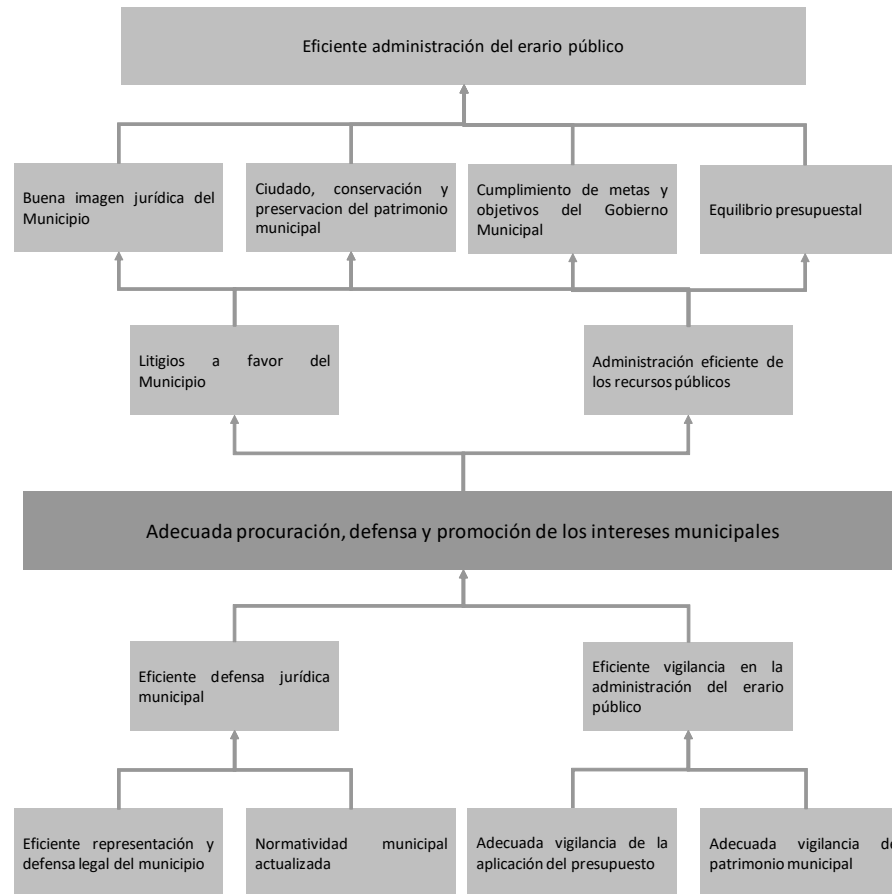 Eficiente administración del erario público
Buena imagen jurídica del
Municipio
Ciudado, conservación y
preservacion del patrimonio
municipal
Cumplimiento de metas y
objetivos del Gobierno
Municipal
Equilibrio presupuestal
Litigios a favor del
Municipio
Administración eficiente de
los recursos públicos
Adecuada procuración, defensa y promoción de los intereses municipales
Eficiente defensa jurídica
municipal
Eficiente vigilancia en la
administración del erario
público
Eficiente representación y
defensa legal del municipio
Normatividad municipal
actualizada
Adecuada vigilancia de la
aplicación del presupuesto
Adecuada vigilancia de
patrimonio municipal